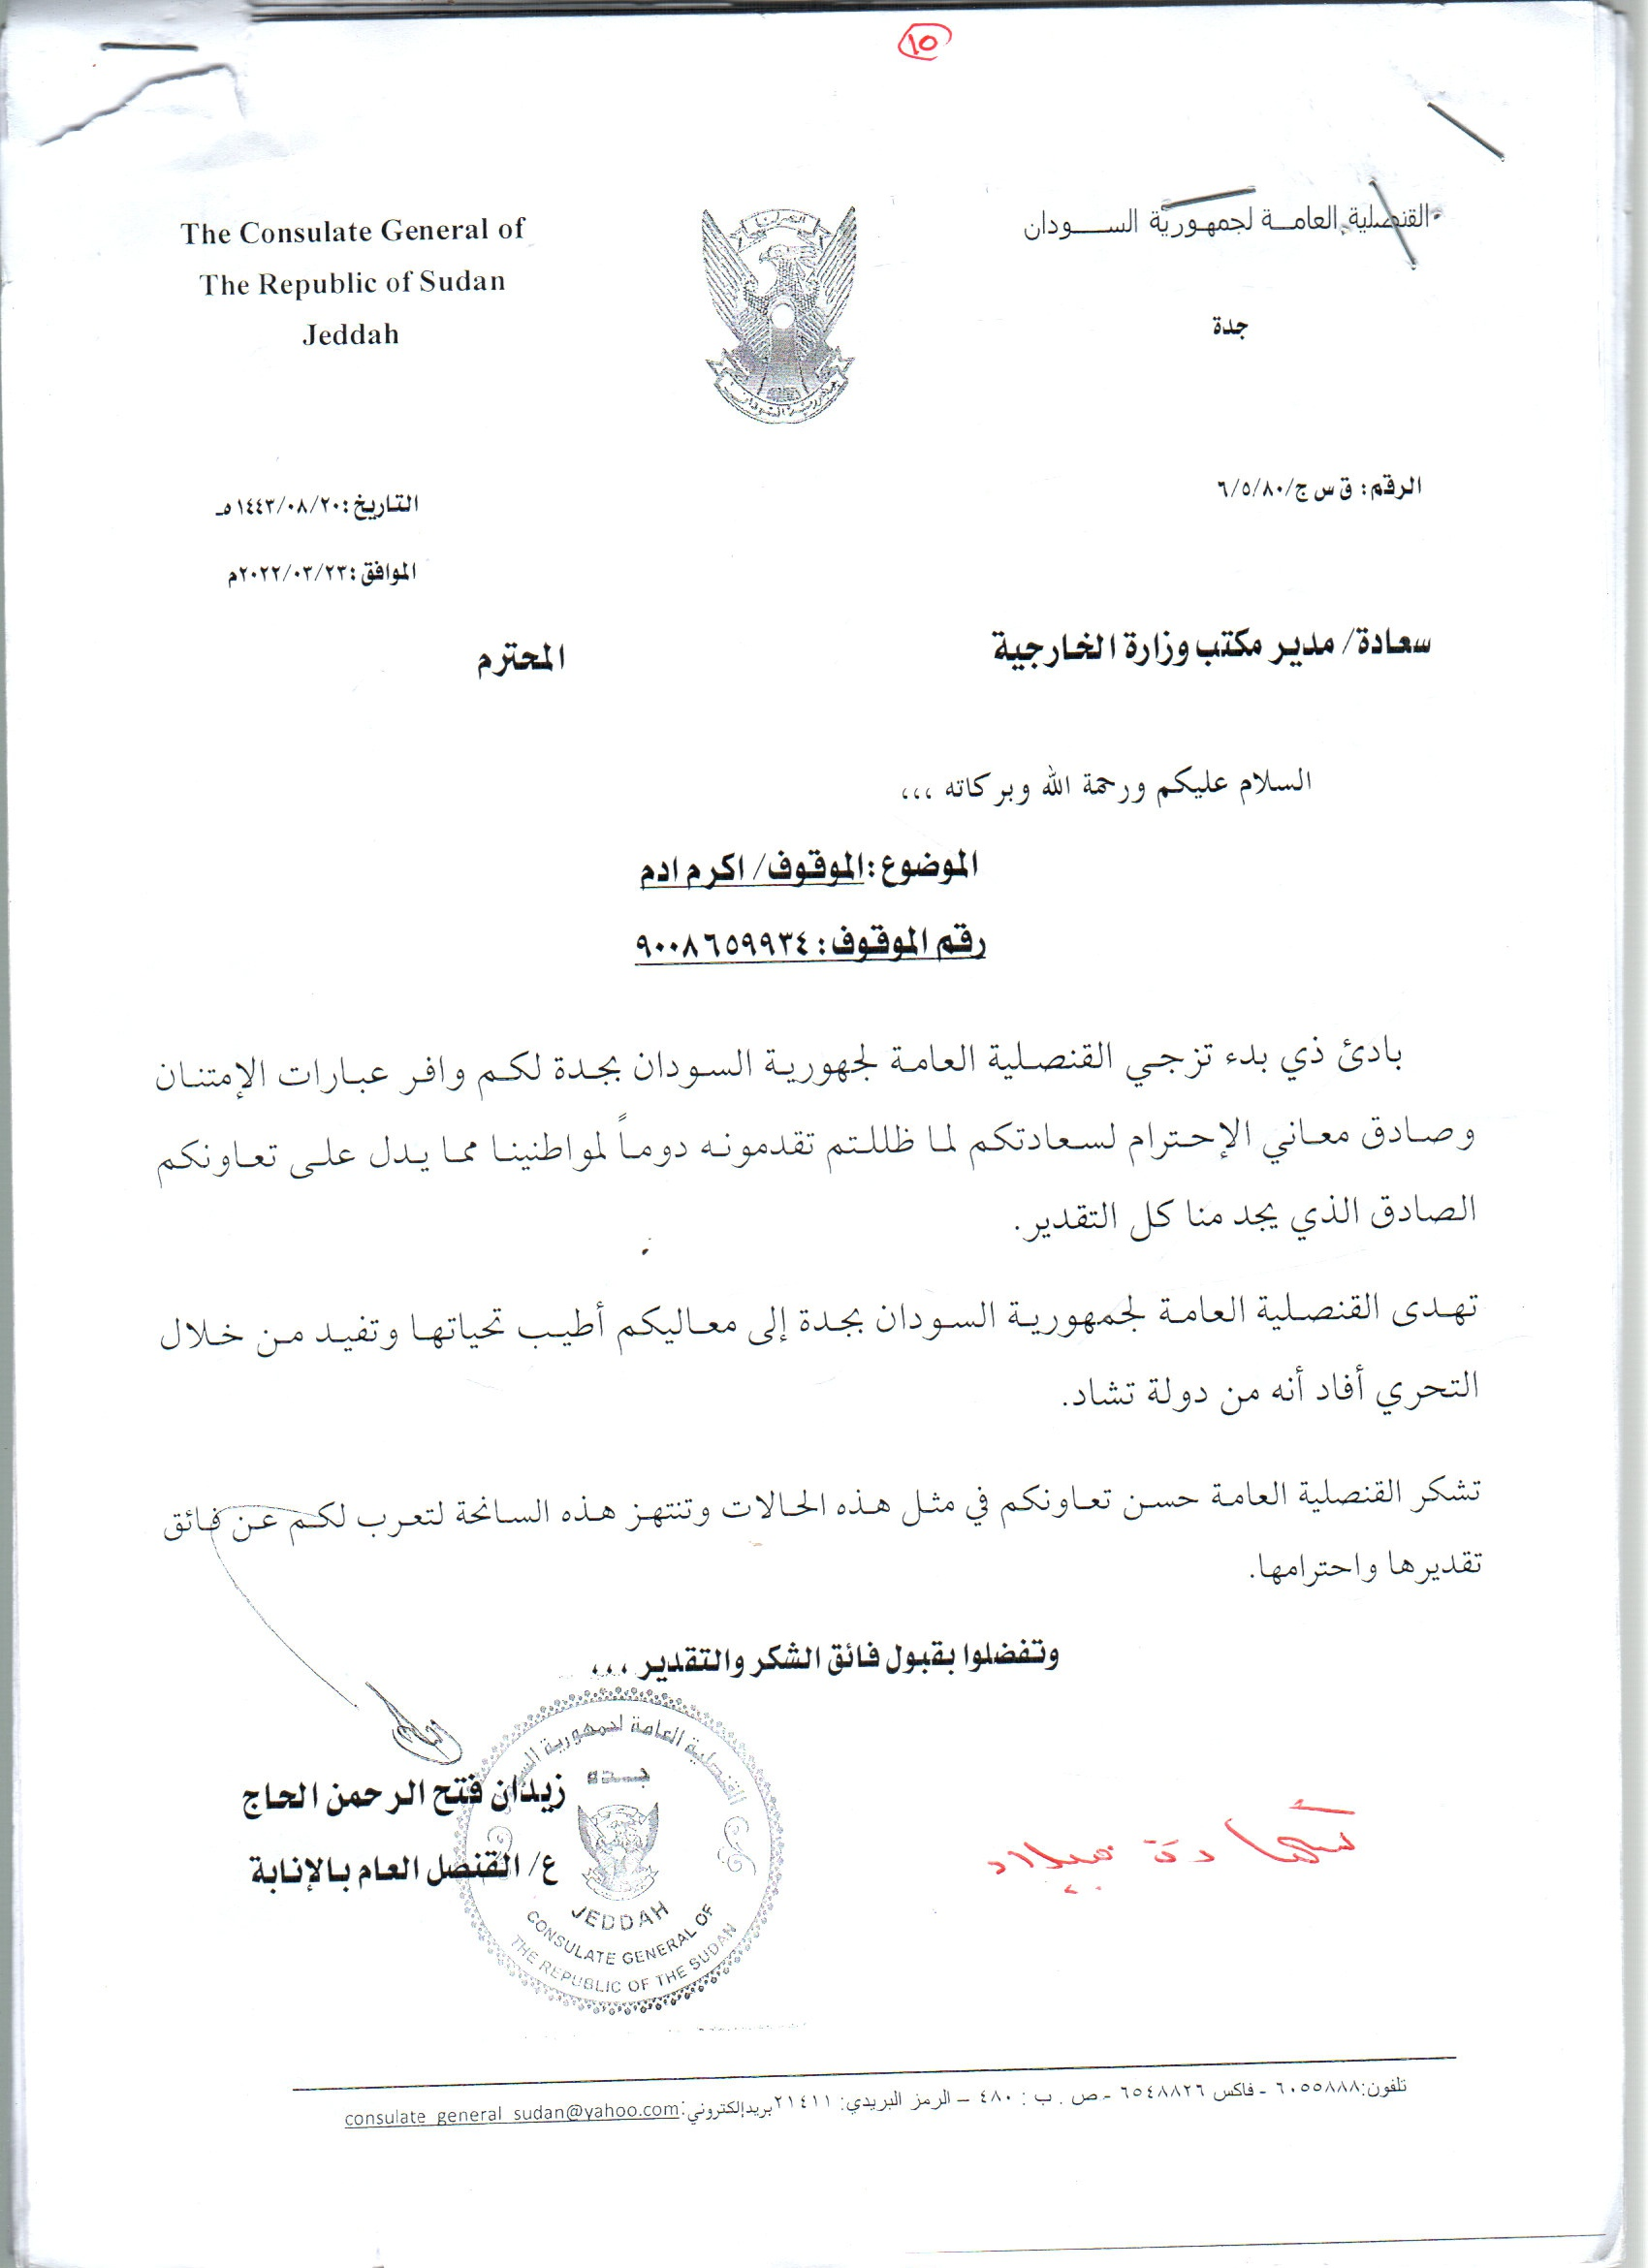 ١٥
The Consulate General of
The Republic of Sudan
Jeddah
القنصلية العامة لجمهورية السودان
جدة
الرقم: ق س ج/٦/٥/٨٠
التاريخ:١٤٤٣/٠٨/٢٠هـ
الموافق:٢٠٢٢/٠٣/٢٣م
سعادة/ مدير مكتب وزارة الخارجية المحترم
السلام عليكم ورحمة الله وبركاته ،،،
الموضوع:الموقوف/ اكرم ادم
رقم الموقوف: ٩٠٠٨٦٥٩٩٣٤
بادئ ذي بدء تزجي القنصلية العامة لجهورية السودان بجدة لكم وافر عبارات الإمتنان
وصادق معاني الإحترام لسعادتكم لما ظللتم تقدمونه دوماً لمواطنينا مما يدل على تعاونكم
الصادق الذي يجد منا كل التقدير.
تهدى القنصلية العامة لجمهورية السودان بجدة إلى معاليكم أطيب تحياتها وتفيد من خلال
التحري أفاد أنه من دولة تشاد.
تشكر القنصلية العامة حسن تعاونكم في مثل هذه الحالات وتنتهز هذه السانحة لتعرب لكم عن فائق
تقديرها واحترامها.
وتفضلوا بقبول فائق الشكر والتقدير ،،،
زيدان فتح الرحمن الحاج
ع/ القنصل العام بالإنابة
القنصلية العامة لجمهورية
جدة
JEDDAH
CONSULATE GENERAL OF
THE REPUBLIC OF THE SUDAN
شهادة ميلاد
تلفون:٦٠٥٥٨٨٨ - فاكس ٦٥٤٨٨٢٦ - ص . ب : ٤٨٠ – الرمز البريدي: ٢١٤١١ بريدإلكتروني:consulate_general_sudan@yahoo.com